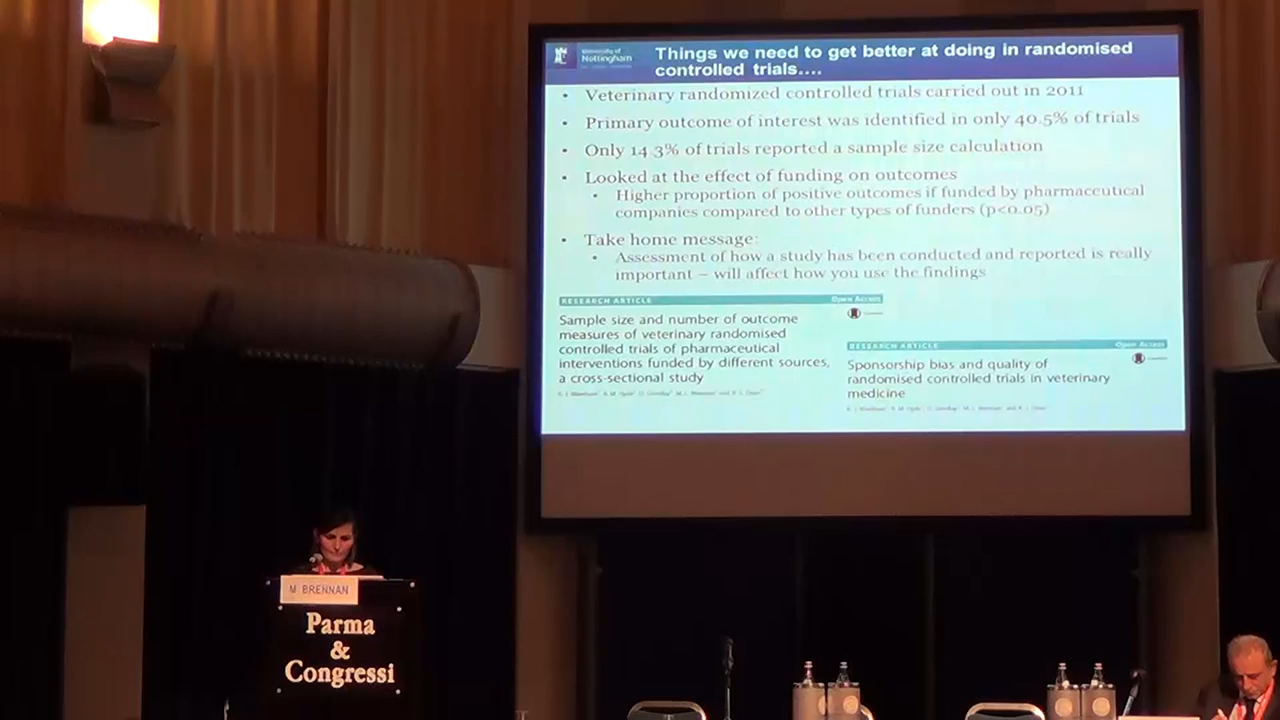 University of
Nottingham
Things we need to get better at doing in randomised
controlled trials....
• Veterinary randomized controlled trials carried out in 2011
• Primary outcome of interest was identified in only 40.5% of trials
• Only 14.3% of trials reported a sample size calculation
• Looked at the effect of funding on outcomes
• Higher proportion of positive outcomes if funded by pharmaceutical
companies compared to other types of funders (p<0.05)
• Take home message:
• Assessment of how a study has been conducted and reported is really
important – will affect how you use the findings
RESEARCH ARTICLE Open Access
Sample size and number of outcome
measures of veterinary randomised
controlled trials of pharmaceutical
interventions funded by different sources,
a cross-sectional study
RESEARCH ARTICLE Open Access
Sponsorship bias and quality of
randomised controlled trials in veterinary
medicine
M BRENNAN
Parma
&
Congressi